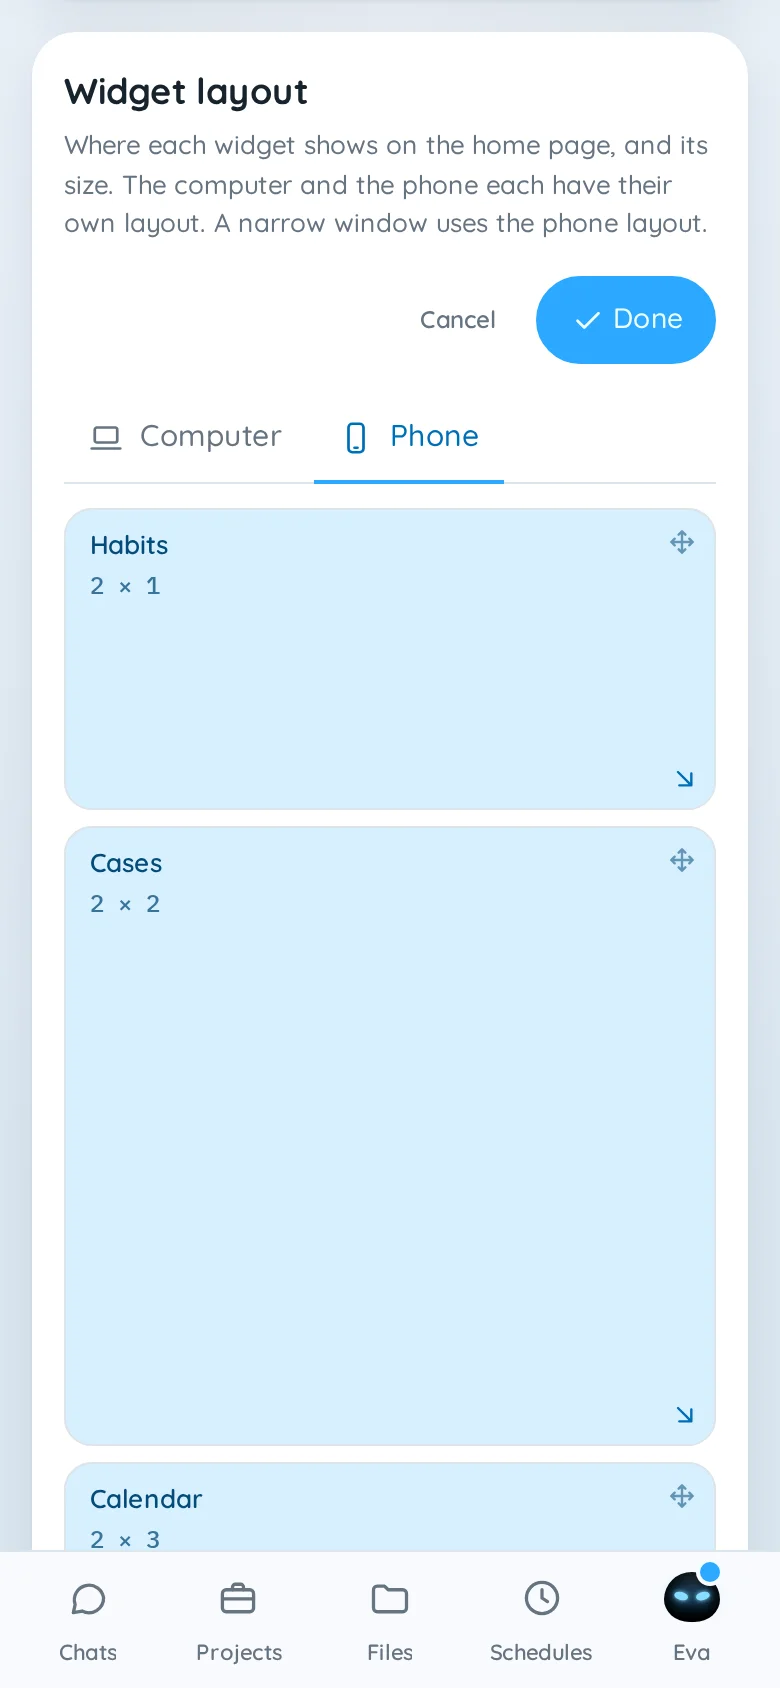 Widget layout
Where each widget shows on the home page, and its
size. The computer and the phone each have their
own layout. A narrow window uses the phone layout.
Cancel
Done
Computer
Phone
Habits
2 × 1
Cases
2 × 2
Calendar
2 × 3
Chats
Projects
Files
Schedules
Eva